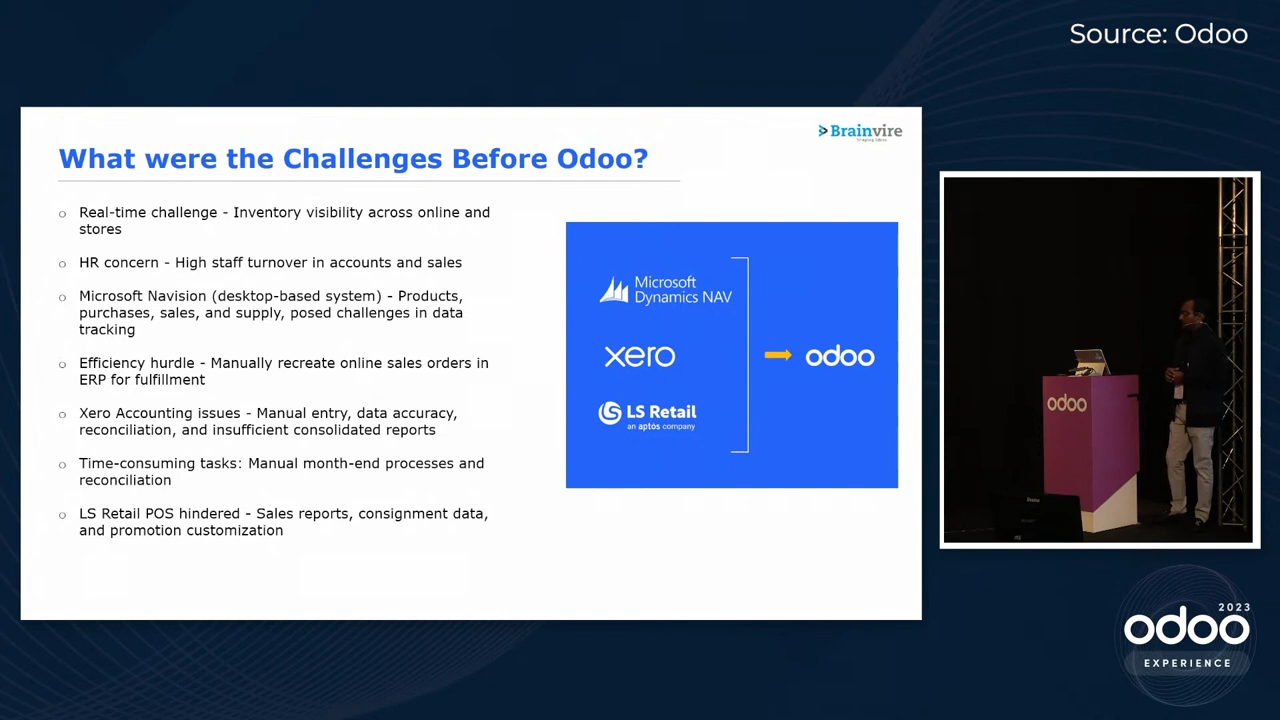 Source: Odoo
Brainvire
What were the Challenges Before Odoo?
Real-time challenge - Inventory visibility across online and
stores
HR concern - High staff turnover in accounts and sales
Microsoft Navision (desktop-based system) - Products,
purchases, sales, and supply, posed challenges in data
tracking
Efficiency hurdle - Manually recreate online sales orders in
ERP for fulfillment
Xero Accounting issues - Manual entry, data accuracy,
reconciliation, and insufficient consolidated reports
Time-consuming tasks: Manual month-end processes and
reconciliation
LS Retail POS hindered - Sales reports, consignment data,
and promotion customization
Microsoft
Dynamics NAV
xero
LS Retail
an aptos company
odoo
odoo
2023
odoo
EXPERIENCE